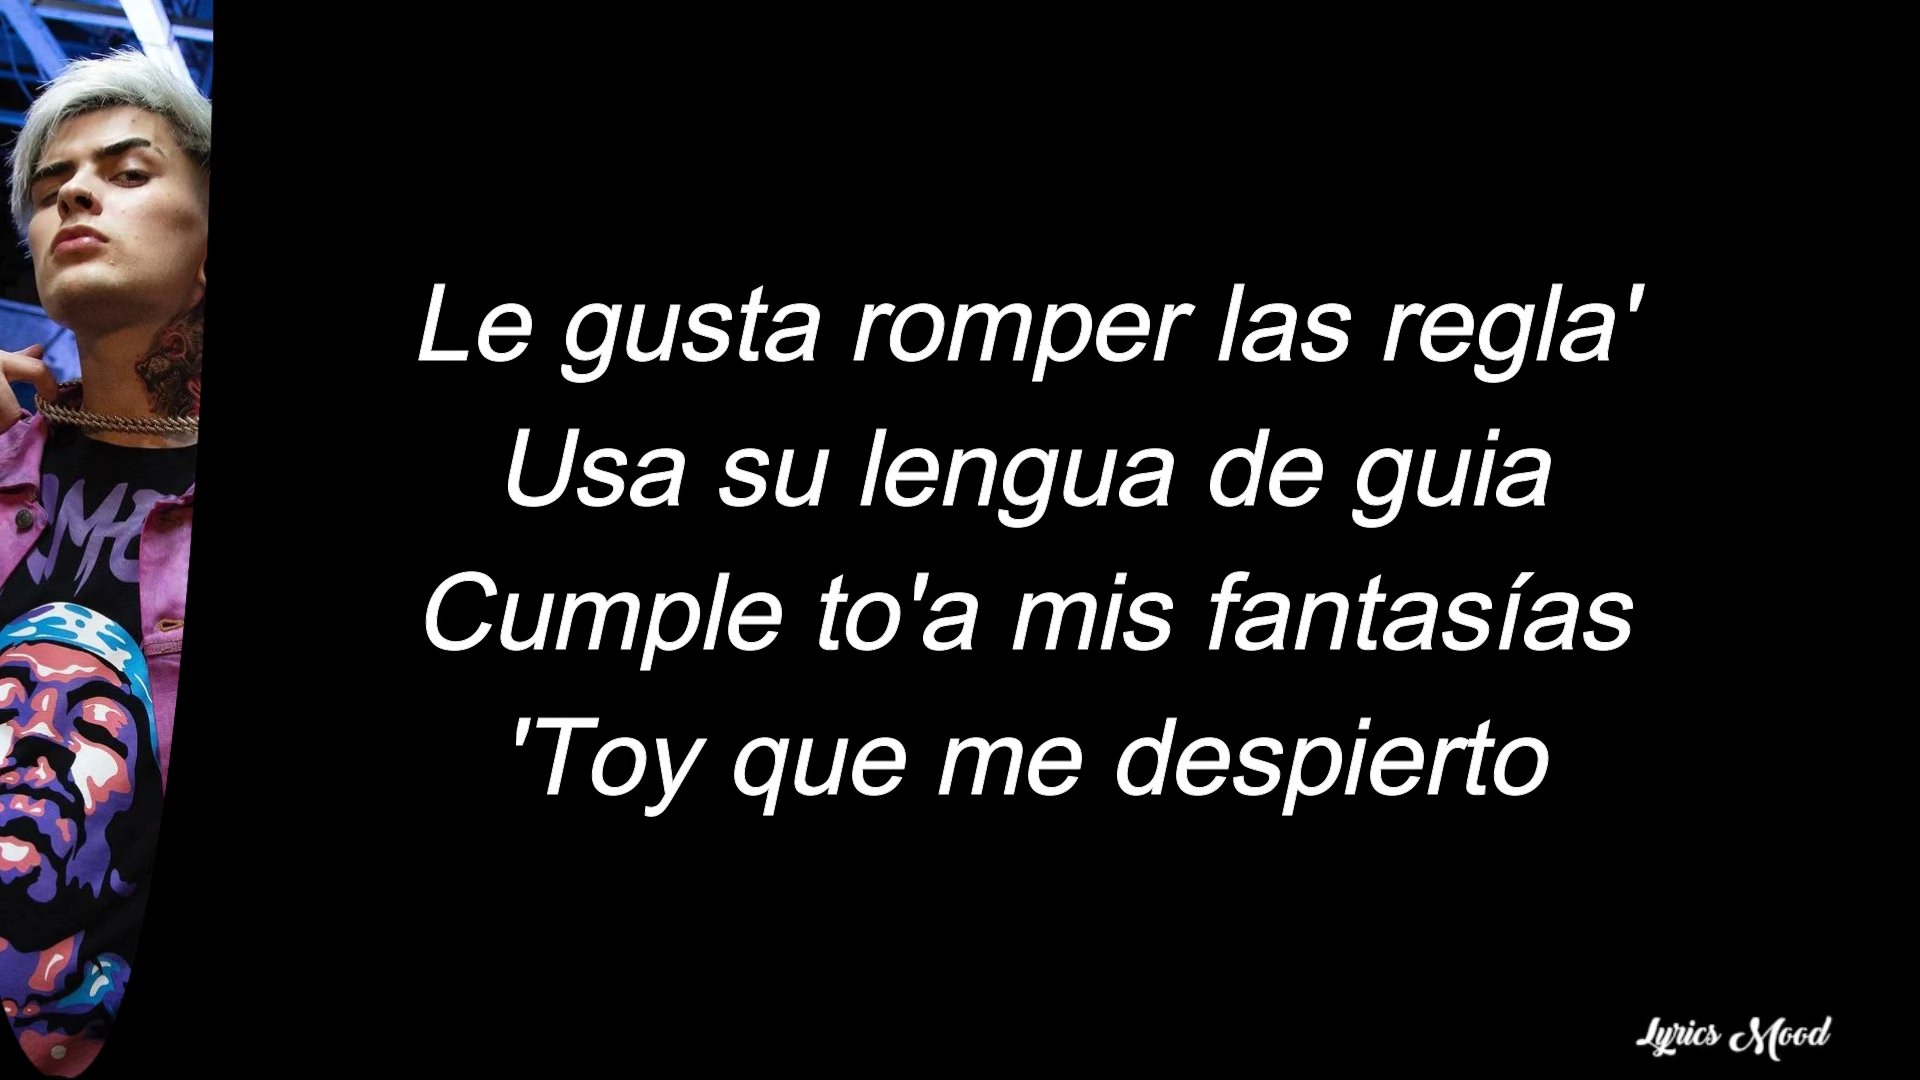 Le gusta romper las regla'
Usa su lengua de guia
Cumple to'a mis fantasías
'Toy que me despierto
Lyrics Mood